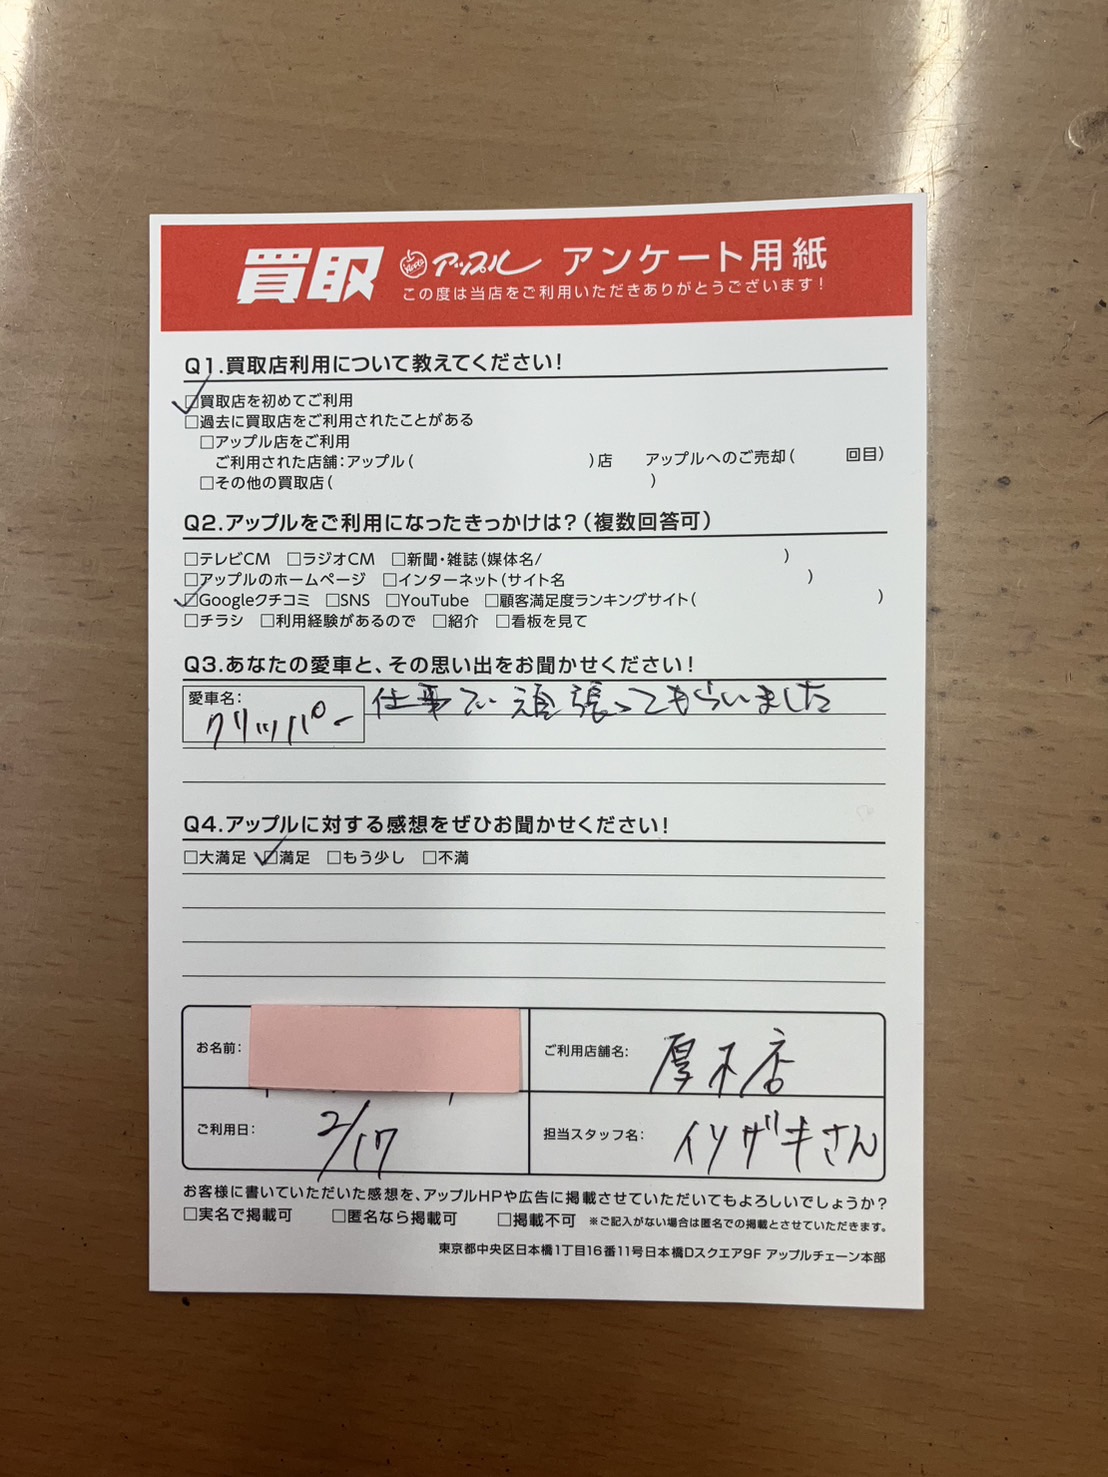 買取 Apple アップル アンケート用紙
この度は当店をご利用いただきありがとうございます!
Q1.買取店利用について教えてください!
□買取店を初めてご利用
□過去に買取店をご利用されたことがある
□アップル店をご利用
ご利用された店舗:アップル( )店 アップルへのご売却( 回目)
□その他の買取店( )
Q2.アップルをご利用になったきっかけは?(複数回答可)
□テレビCM □ラジオCM □新聞・雑誌(媒体名/ )
□アップルのホームページ □インターネット(サイト名 )
□Googleクチコミ □SNS □YouTube □顧客満足度ランキングサイト( )
□チラシ □利用経験があるので □紹介 □看板を見て
Q3.あなたの愛車と、その思い出をお聞かせください!
愛車名: 仕事で頑張ってもらいました
クリッパー
Q4.アップルに対する感想をぜひお聞かせください!
□大満足 □満足 □もう少し □不満
お名前: ご利用店舗名: 厚木店
ご利用日: 2/17 担当スタッフ名: イソザキさん
お客様に書いていただいた感想を、アップルHPや広告に掲載させていただいてもよろしいでしょうか?
□実名で掲載可 □匿名なら掲載可 □掲載不可 ※ご記入がない場合は匿名での掲載とさせていただきます。
東京都中央区日本橋1丁目16番11号日本橋Dスクエア9F アップルチェーン本部